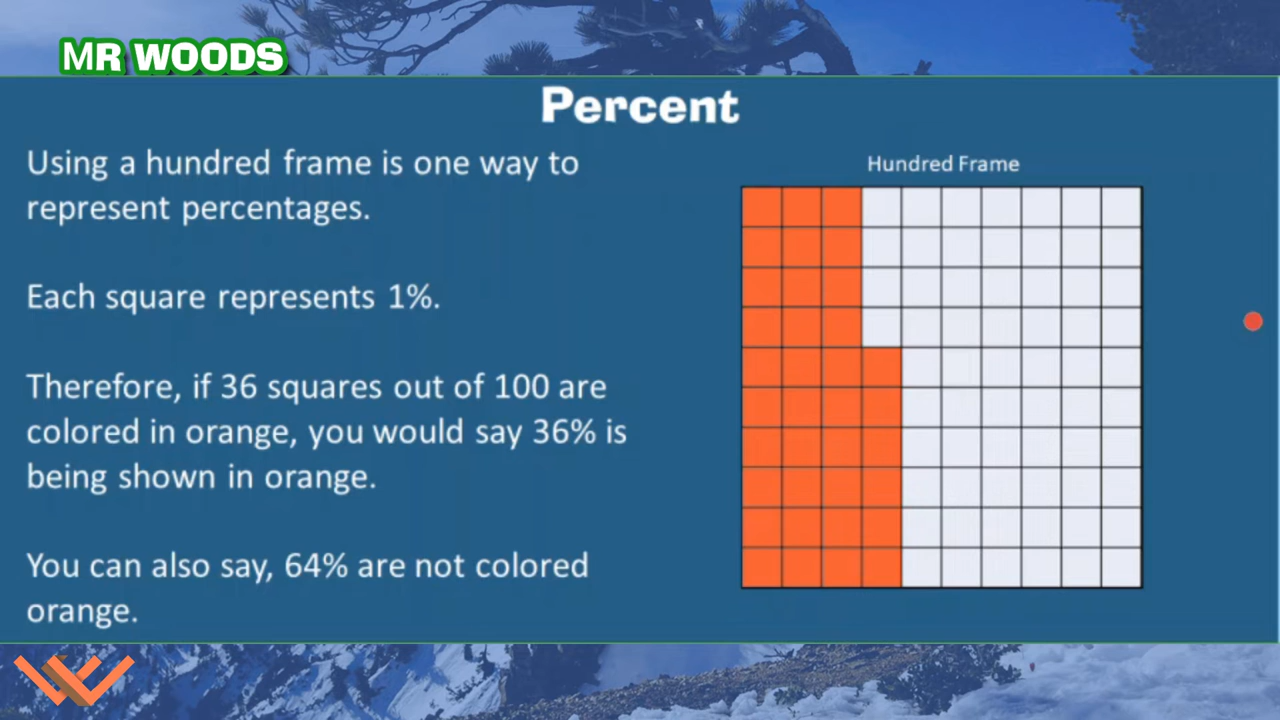 MR WOODS
Percent
Using a hundred frame is one way to
represent percentages.
Each square represents 1%.
Therefore, if 36 squares out of 100 are
colored in orange, you would say 36% is
being shown in orange.
You can also say, 64% are not colored
orange.
Hundred Frame